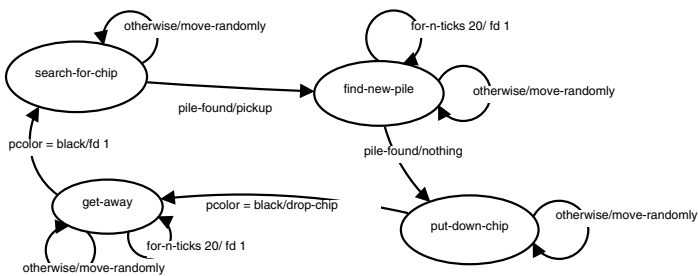 otherwise/move-randomly
for-n-ticks 20/ fd 1
search-for-chip
find-new-pile
otherwise/move-randomly
pile-found/pickup
pcolor = black/fd 1
pile-found/nothing
get-away
pcolor = black/drop-chip
otherwise/move-randomly
put-down-chip
for-n-ticks 20/ fd 1
otherwise/move-randomly